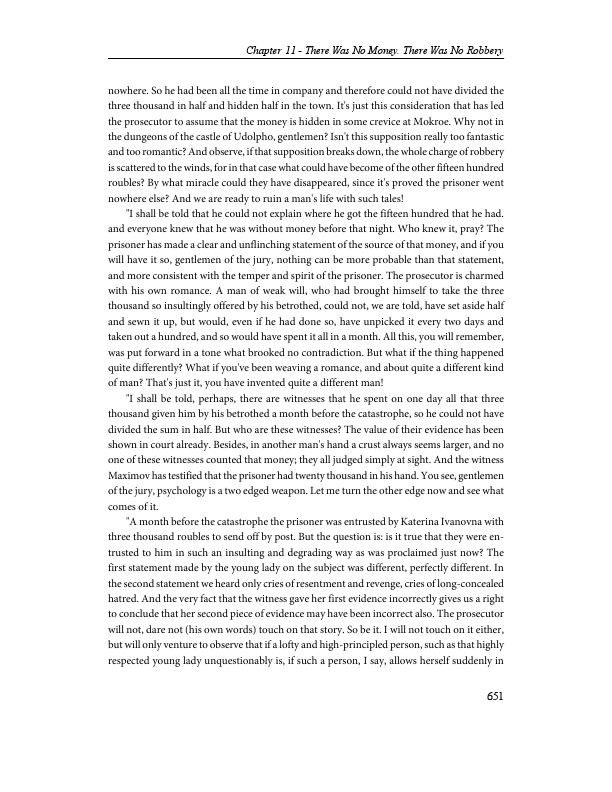 Chapter 11 - There Was No Money. There Was No Robbery
nowhere. So he had been all the time in company and therefore could not have divided the
three thousand in half and hidden half in the town. It's just this consideration that has led
the prosecutor to assume that the money is hidden in some crevice at Mokroe. Why not in
the dungeons of the castle of Udolpho, gentlemen? Isn't this supposition really too fantastic
and too romantic? And observe, if that supposition breaks down, the whole charge of robbery
is scattered to the winds, for in that case what could have become of the other fifteen hundred
roubles? By what miracle could they have disappeared, since it's proved the prisoner went
nowhere else? And we are ready to ruin a man's life with such tales!
"I shall be told that he could not explain where he got the fifteen hundred that he had.
and everyone knew that he was without money before that night. Who knew it, pray? The
prisoner has made a clear and unflinching statement of the source of that money, and if you
will have it so, gentlemen of the jury, nothing can be more probable than that statement,
and more consistent with the temper and spirit of the prisoner. The prosecutor is charmed
with his own romance. A man of weak will, who had brought himself to take the three
thousand so insultingly offered by his betrothed, could not, we are told, have set aside half
and sewn it up, but would, even if he had done so, have unpicked it every two days and
taken out a hundred, and so would have spent it all in a month. All this, you will remember,
was put forward in a tone what brooked no contradiction. But what if the thing happened
quite differently? What if you've been weaving a romance, and about quite a different kind
of man? That's just it, you have invented quite a different man!
"I shall be told, perhaps, there are witnesses that he spent on one day all that three
thousand given him by his betrothed a month before the catastrophe, so he could not have
divided the sum in half. But who are these witnesses? The value of their evidence has been
shown in court already. Besides, in another man's hand a crust always seems larger, and no
one of these witnesses counted that money; they all judged simply at sight. And the witness
Maximov has testified that the prisoner had twenty thousand in his hand. You see, gentlemen
of the jury, psychology is a two edged weapon. Let me turn the other edge now and see what
comes of it.
"A month before the catastrophe the prisoner was entrusted by Katerina Ivanovna with
three thousand roubles to send off by post. But the question is: is it true that they were en-
trusted to him in such an insulting and degrading way as was proclaimed just now? The
first statement made by the young lady on the subject was different, perfectly different. In
the second statement we heard only cries of resentment and revenge, cries of long-concealed
hatred. And the very fact that the witness gave her first evidence incorrectly gives us a right
to conclude that her second piece of evidence may have been incorrect also. The prosecutor
will not, dare not (his own words) touch on that story. So be it. I will not touch on it either,
but will only venture to observe that if a lofty and high-principled person, such as that highly
respected young lady unquestionably is, if such a person, I say, allows herself suddenly in
651